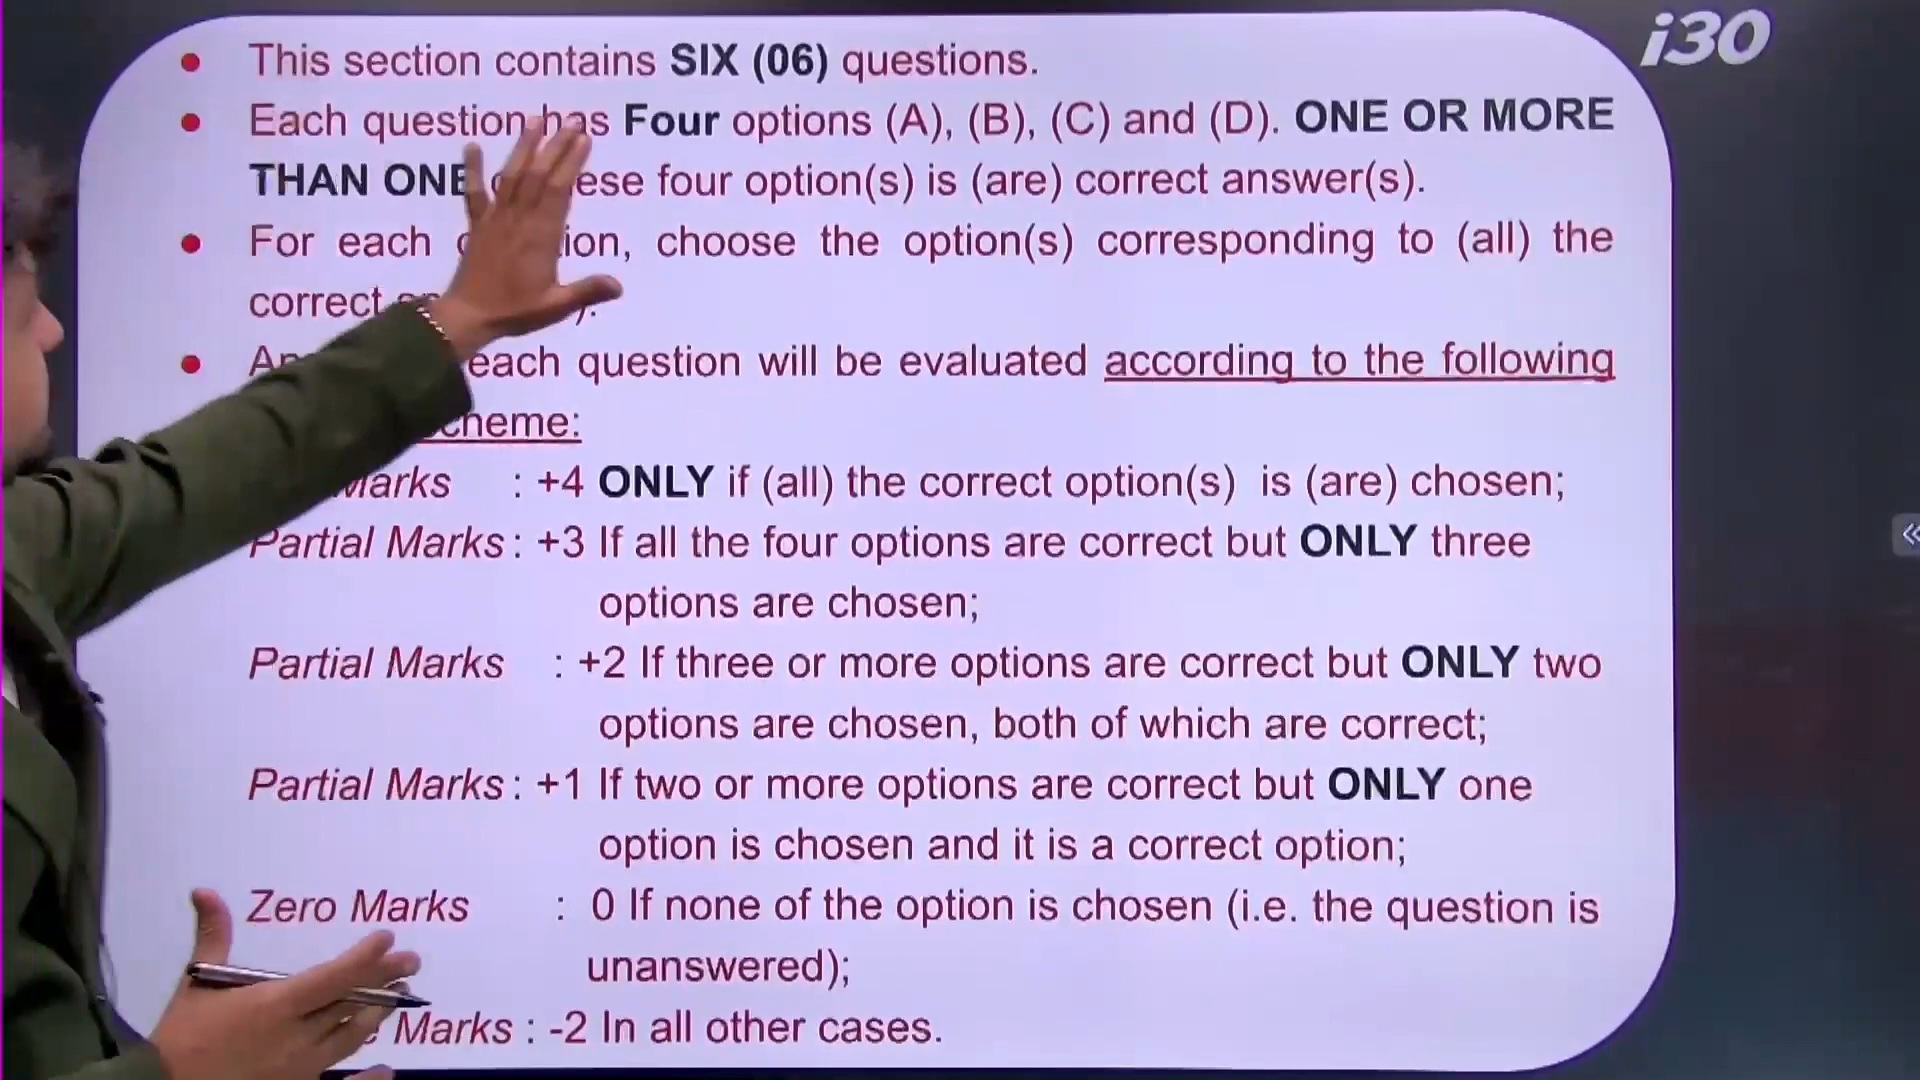 i30
• This section contains SIX (06) questions.
• Each question has Four options (A), (B), (C) and (D). ONE OR MORE
THAN ONE ese four option(s) is (are) correct answer(s).
• For each ion, choose the option(s) corresponding to (all) the
correct
• each question will be evaluated according to the following
cheme:
Marks : +4 ONLY if (all) the correct option(s) is (are) chosen;
Partial Marks : +3 If all the four options are correct but ONLY three
options are chosen;
Partial Marks : +2 If three or more options are correct but ONLY two
options are chosen, both of which are correct;
Partial Marks : +1 If two or more options are correct but ONLY one
option is chosen and it is a correct option;
Zero Marks : 0 If none of the option is chosen (i.e. the question is
unanswered);
Marks : -2 In all other cases.